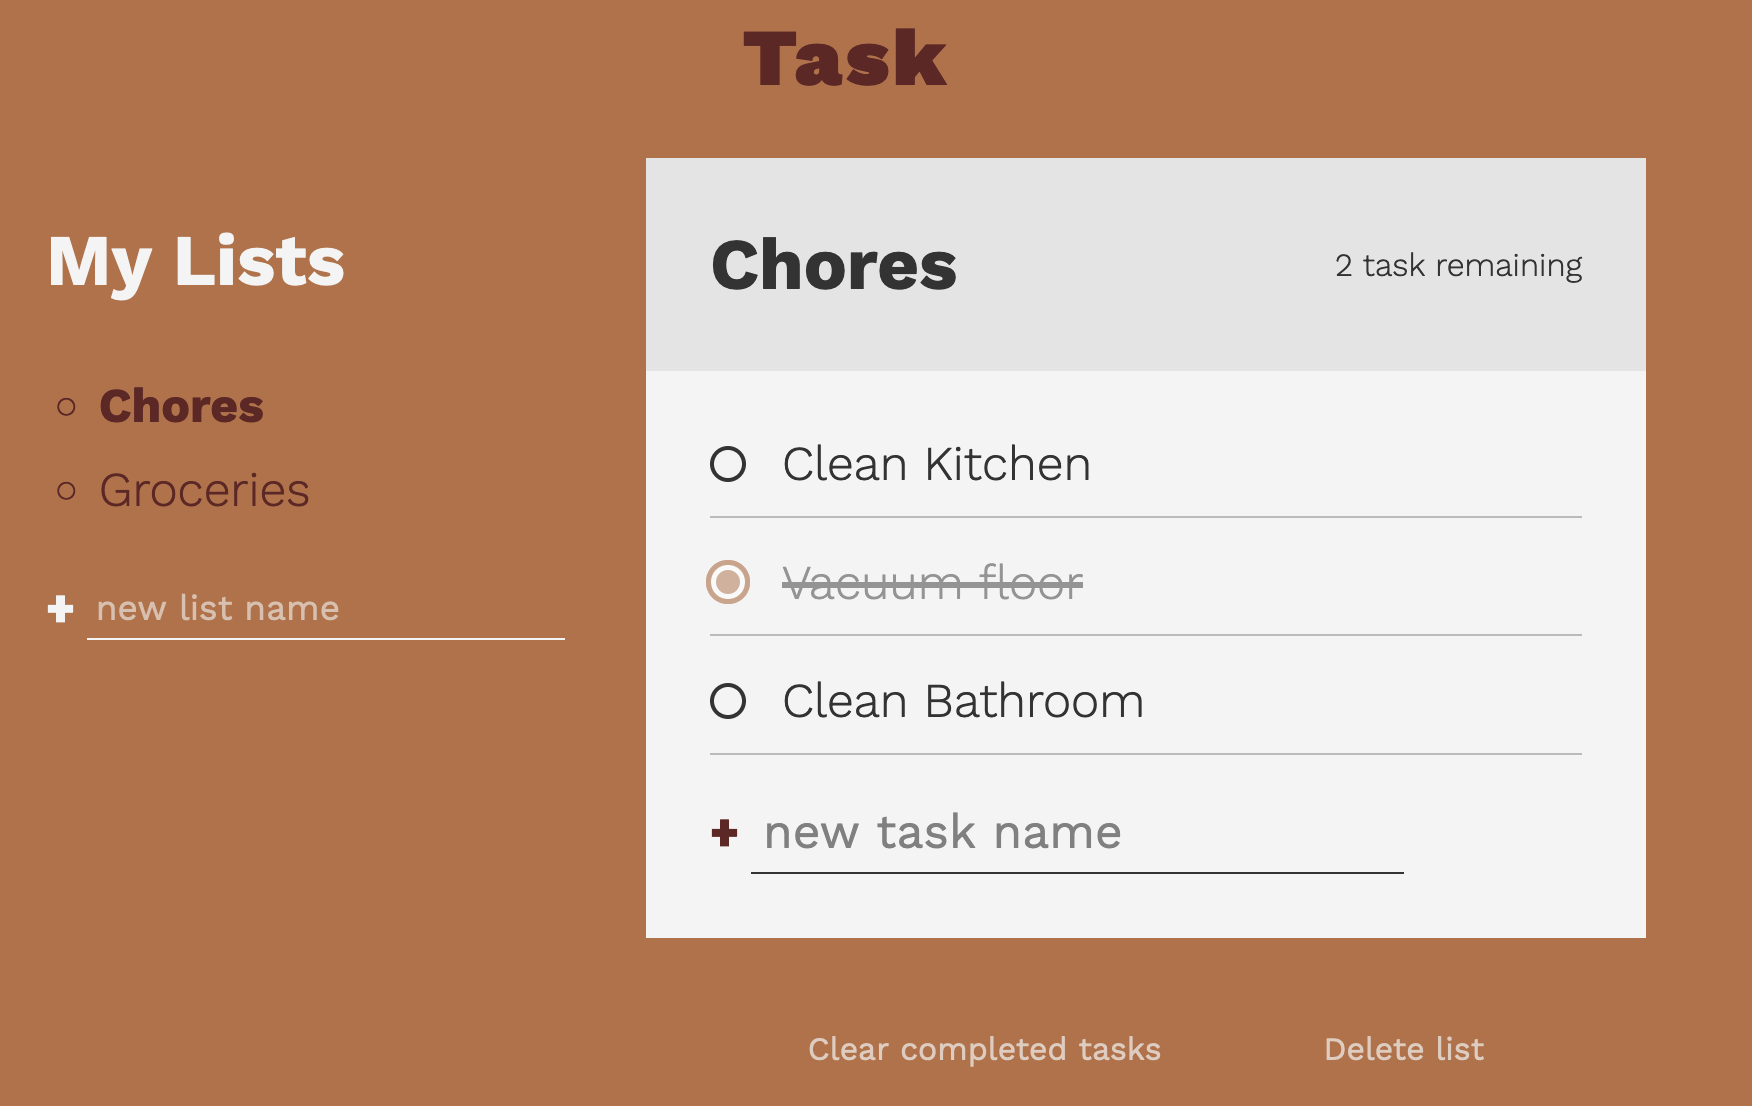 Task
My Lists
Chores
Groceries
+ new list name
Chores
2 task remaining
Clean Kitchen
Vacuum floor
Clean Bathroom
+ new task name
Clear completed tasks
Delete list